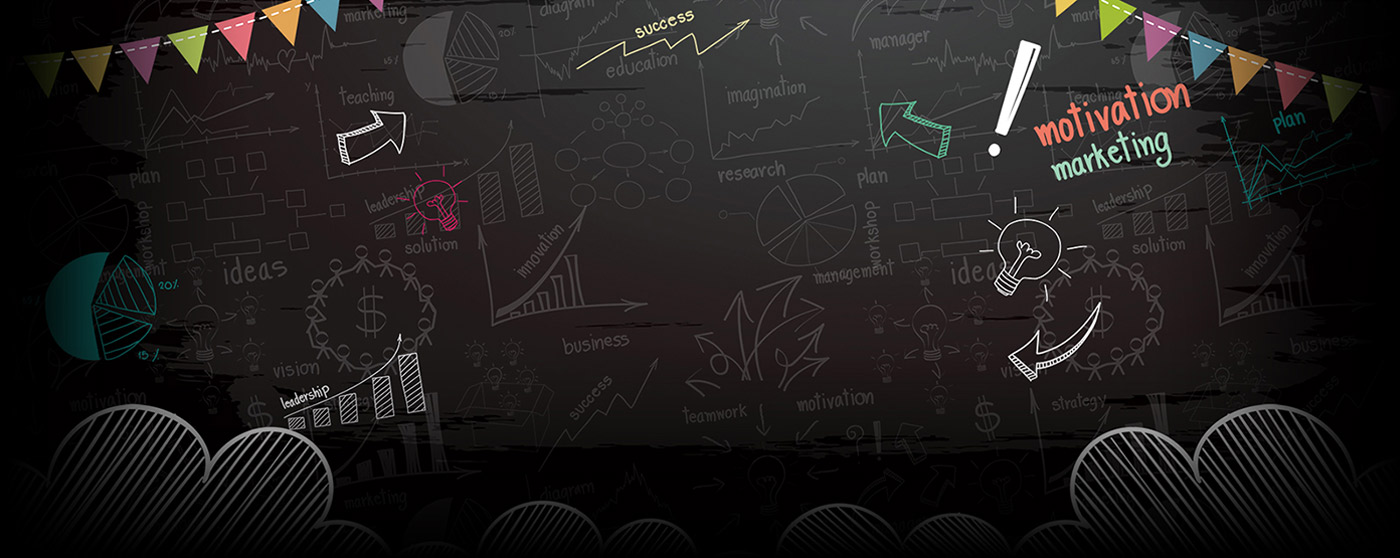 success
education
diagram
teaching
manager
marketing
imagination
motivation
marketing
Teaching
plan
plan
research
plan
leadership
leadership
solution
solution
workshop
workshop
innovation
innovation
management
ideas
ideas
20%
15%
business
business
vision
leadership
success
motivation
motivation
teamwork
strategy
marketing
diagram